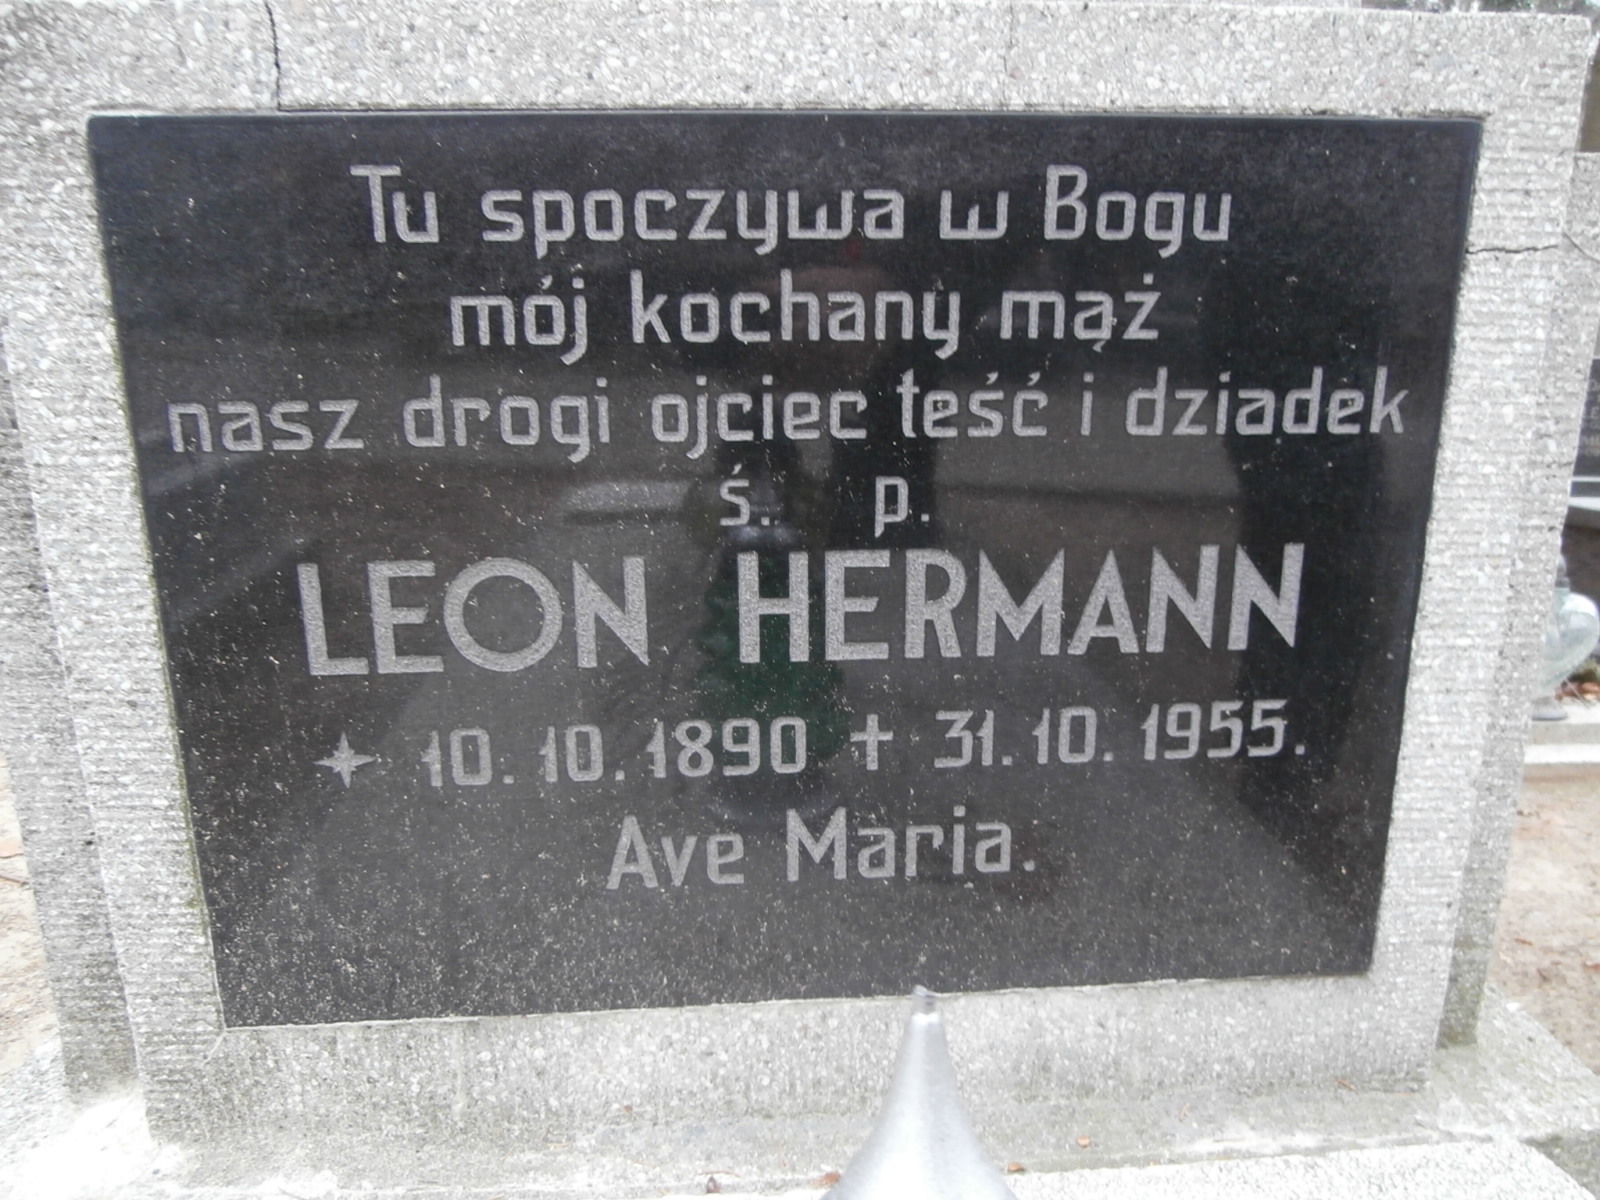 Tu spoczywa w Bogu
mój kochany mąż
nasz drogi ojciec teść i dziadek
ś. p.
LEON HERMANN
✦ 10.10.1890 ✝ 31.10.1955.
Ave Maria.